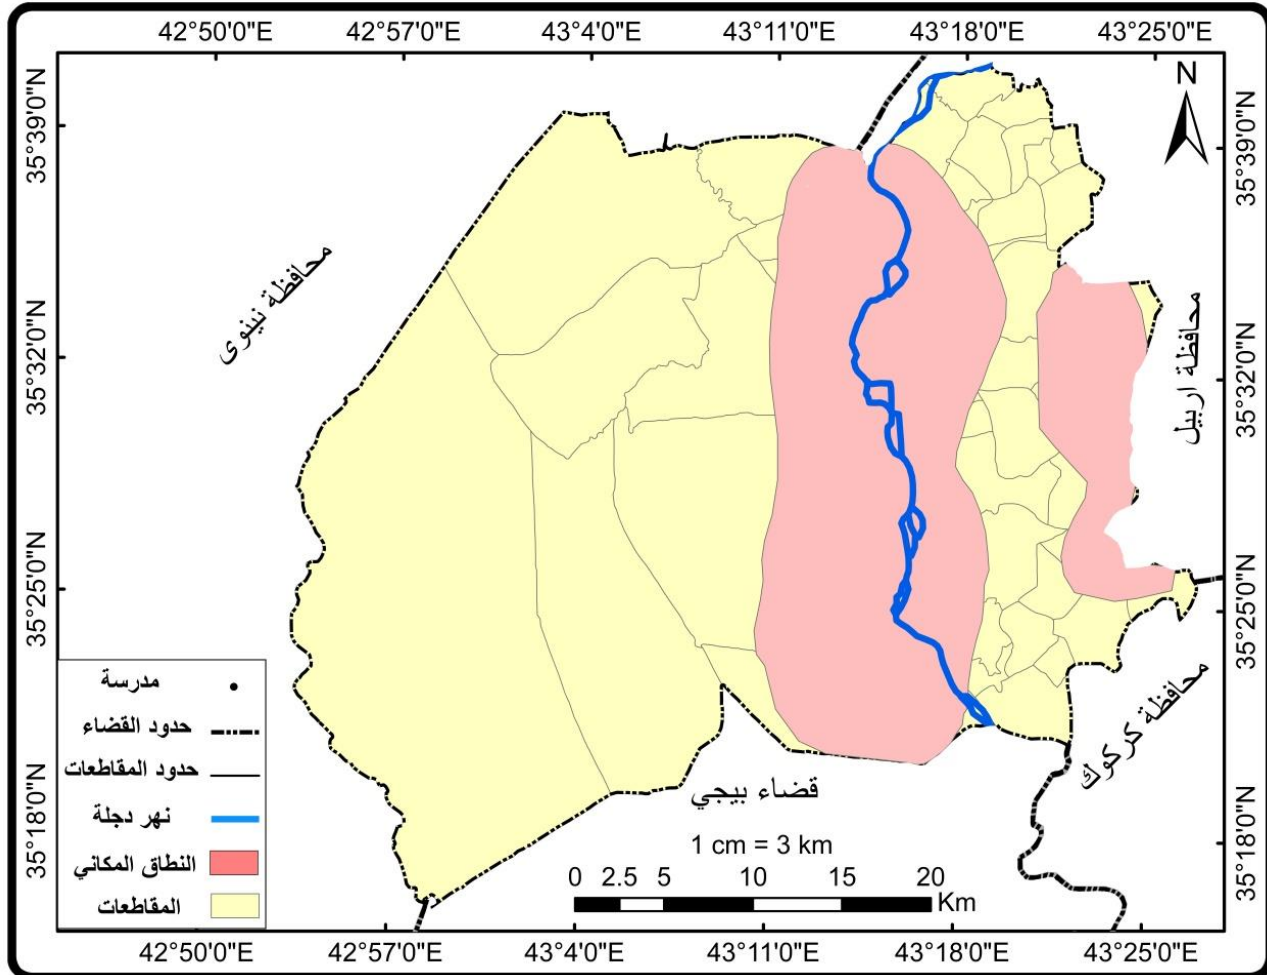 42°50'0"E 42°57'0"E 43°4'0"E 43°11'0"E 43°18'0"E 43°25'0"E
N
35°39'0"N
35°39'0"N
محافظة نينوى
35°32'0"N
محافظة اربيل
35°32'0"N
35°25'0"N
35°25'0"N
محافظة كركوك
مدرسة
حدود القضاء
حدود المقاطعات
نهر دجلة
النطاق المكاني
المقاطعات
35°18'0"N
قضاء بيجي
1 cm = 3 km
0 2.5 5 10 15 20
Km
35°18'0"N
42°50'0"E 42°57'0"E 43°4'0"E 43°11'0"E 43°18'0"E 43°25'0"E